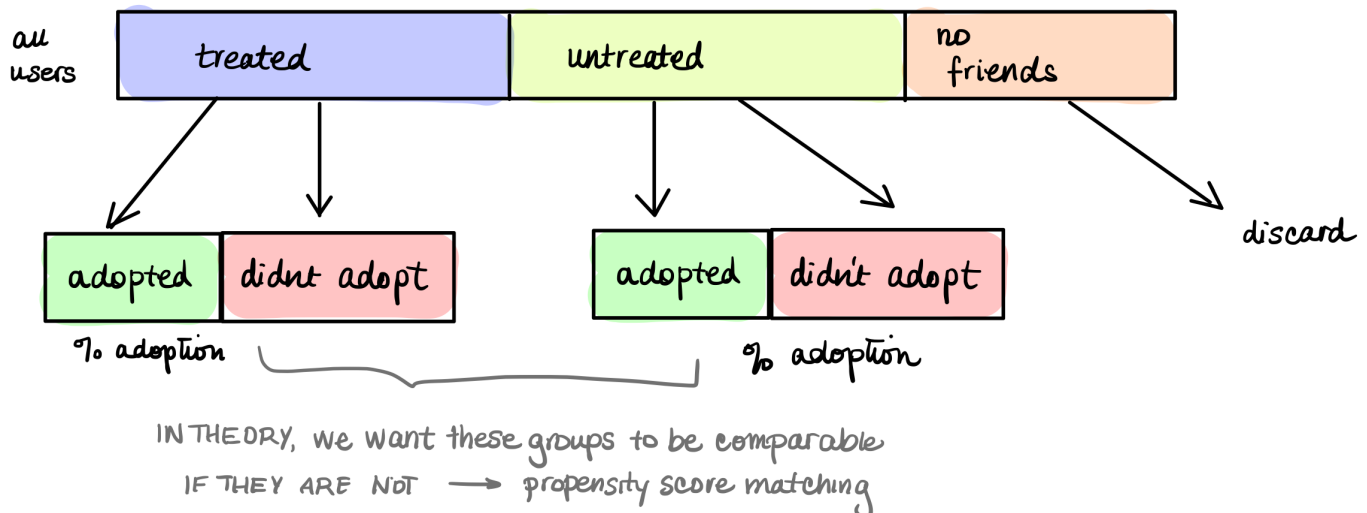 all
users
treated
untreated
no
friends
discard
adopted
didnt adopt
adopted
didn't adopt
% adoption
% adoption
IN THEORY, we want these groups to be comparable
IF THEY ARE NOT → propensity score matching